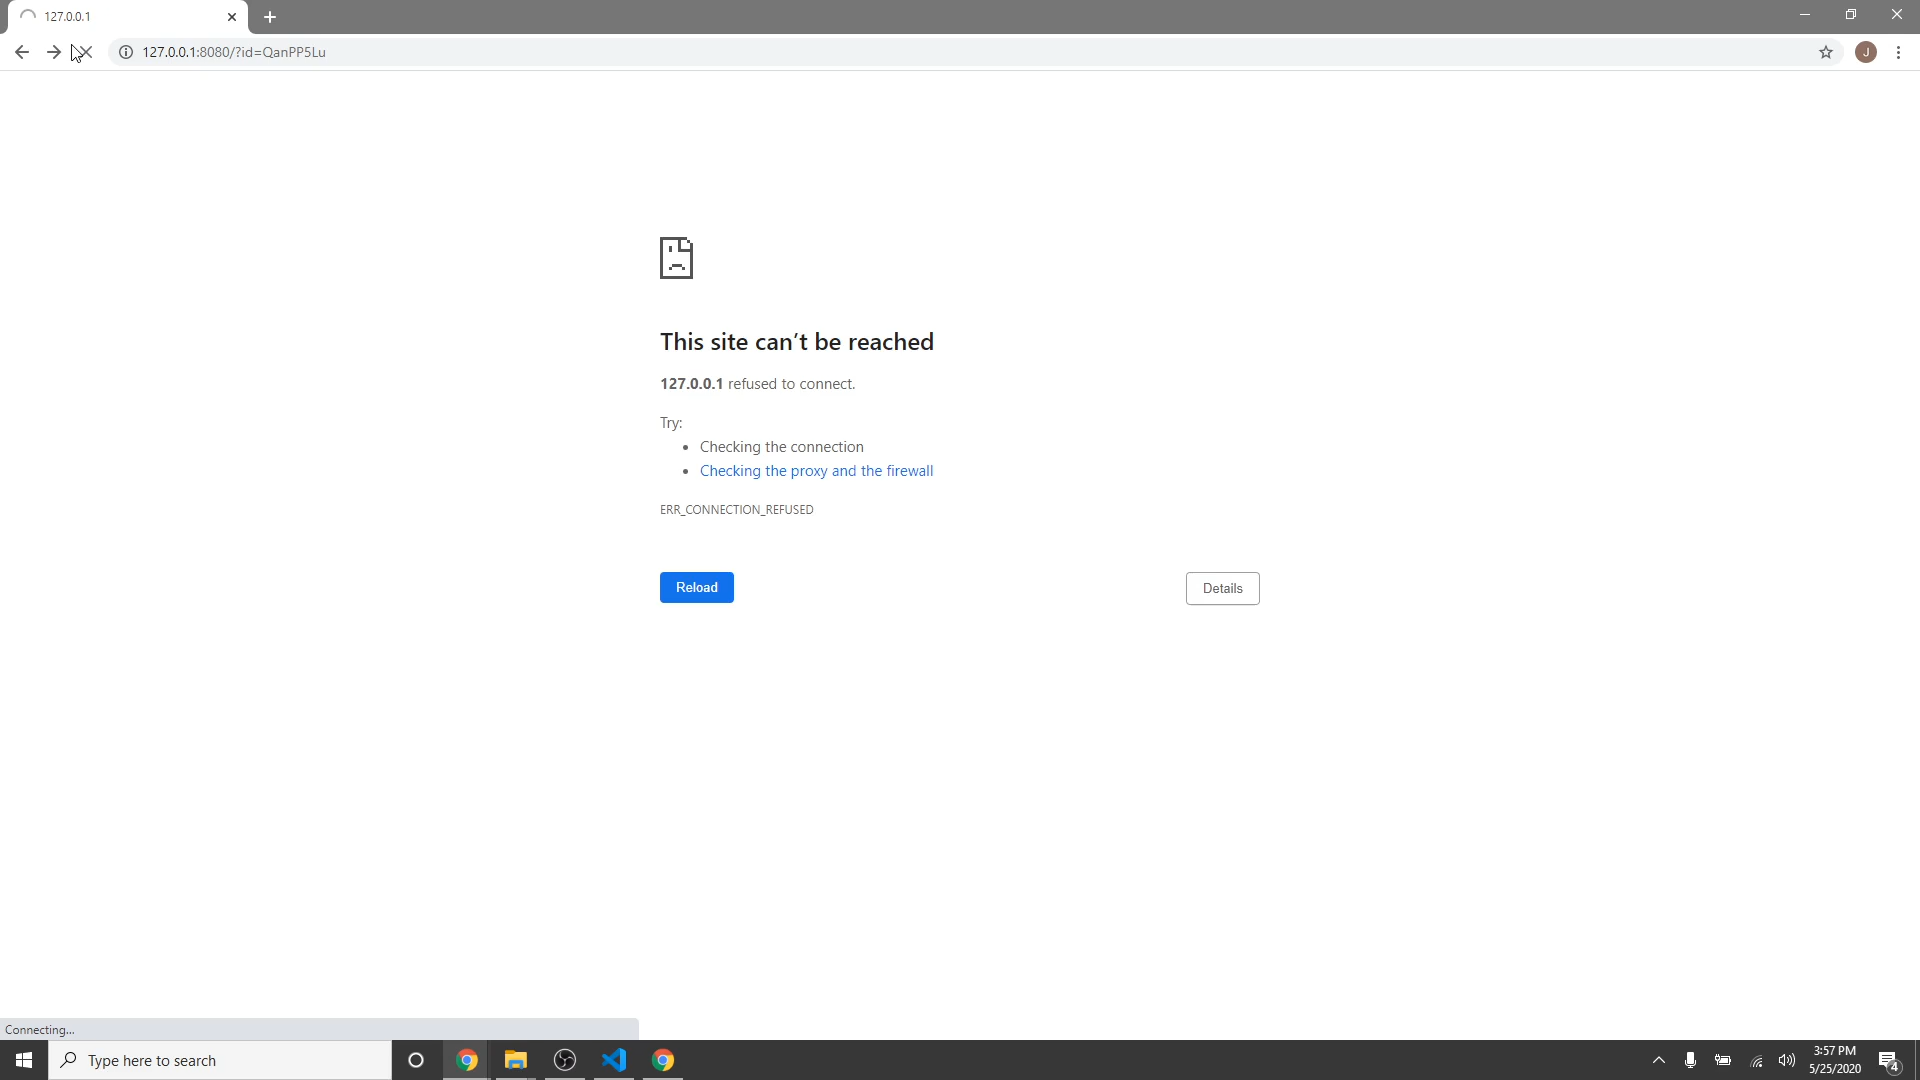 127.0.0.1
127.0.0.1:8080/?id=QanPP5Lu
J
This site can’t be reached
127.0.0.1 refused to connect.
Try:
Checking the connection
Checking the proxy and the firewall
ERR_CONNECTION_REFUSED
Reload
Details
Connecting...
Type here to search
3:57 PM
5/25/2020
4